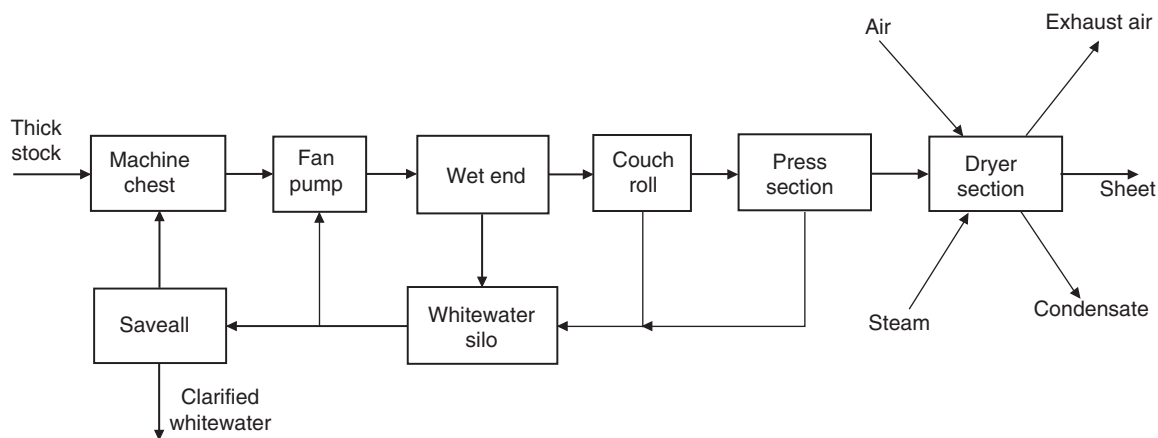 Air
Exhaust air
Thick
stock
Machine
chest
Fan
pump
Wet end
Couch
roll
Press
section
Dryer
section
Sheet
Saveall
Whitewater
silo
Steam
Condensate
Clarified
whitewater